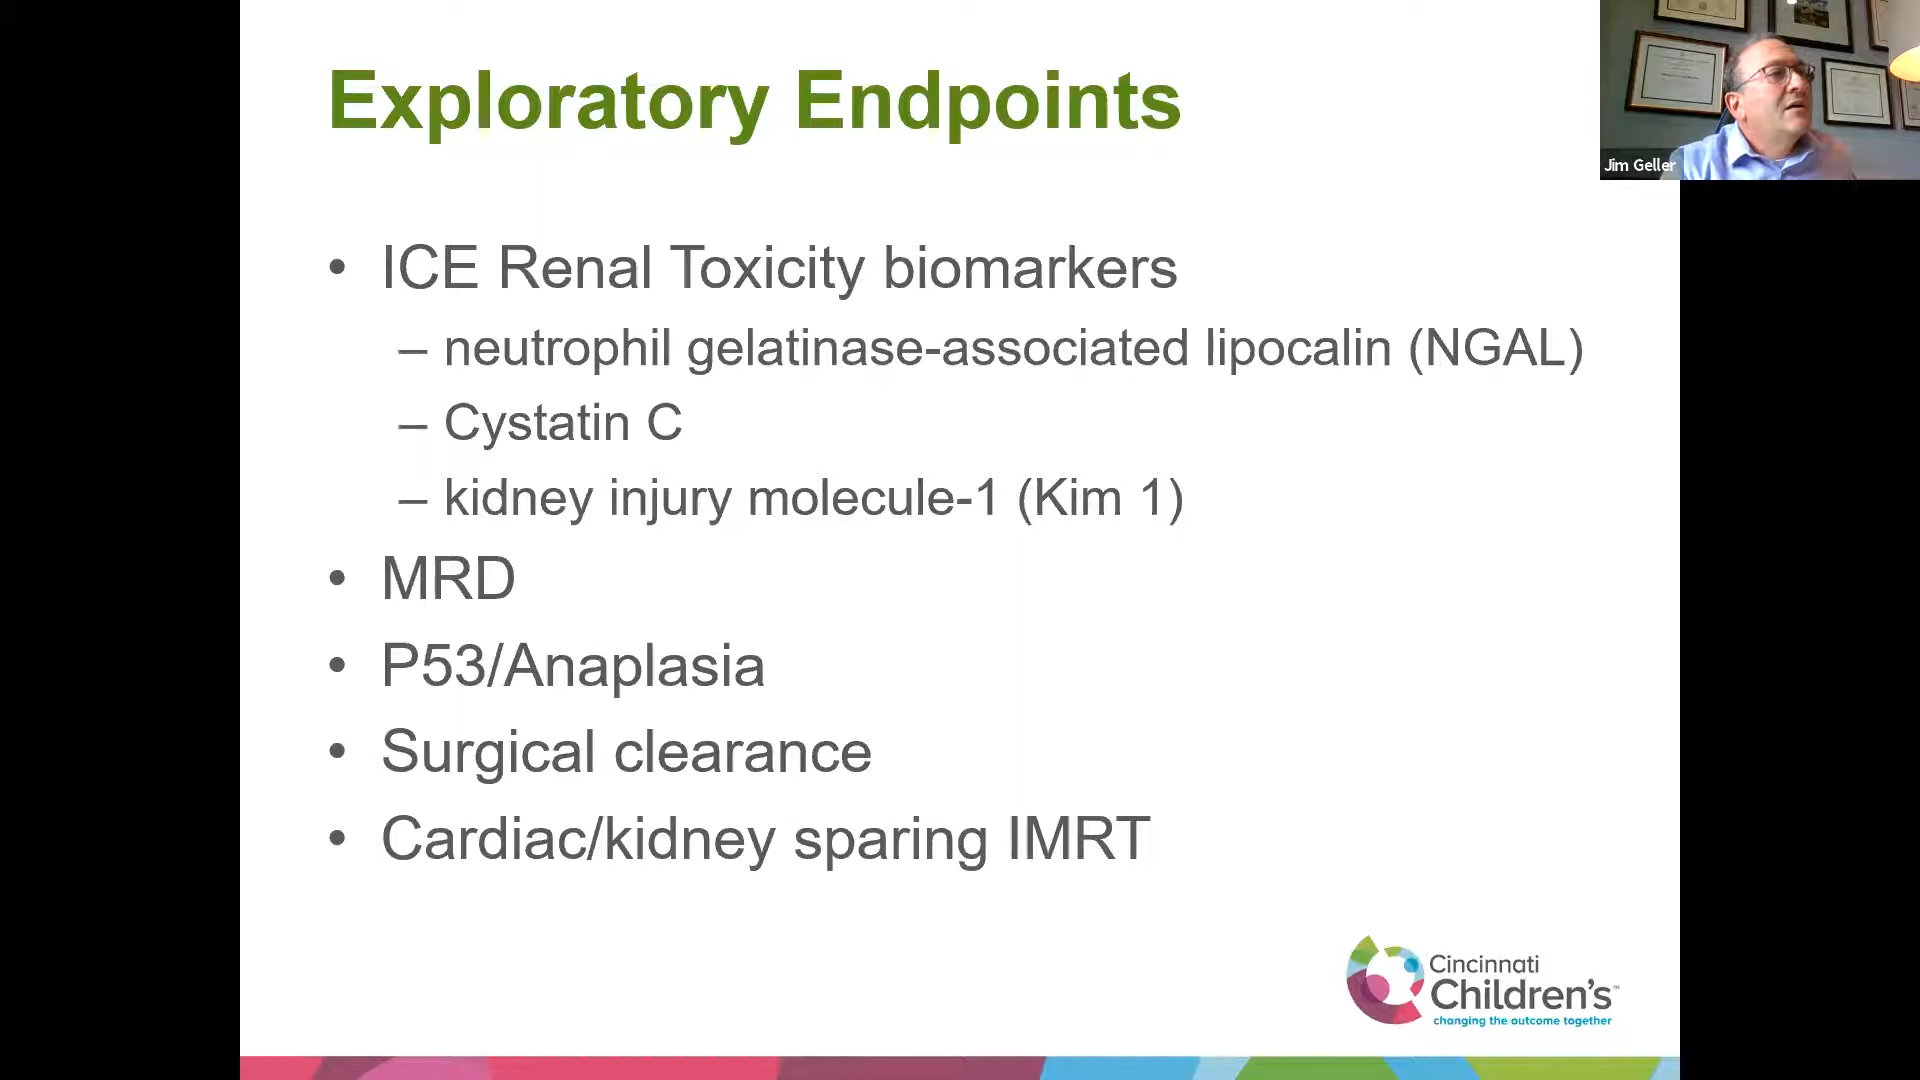 Exploratory Endpoints
Jim Geller
• ICE Renal Toxicity biomarkers
– neutrophil gelatinase-associated lipocalin (NGAL)
– Cystatin C
– kidney injury molecule-1 (Kim 1)
• MRD
• P53/Anaplasia
• Surgical clearance
• Cardiac/kidney sparing IMRT
Cincinnati
Children's™
changing the outcome together